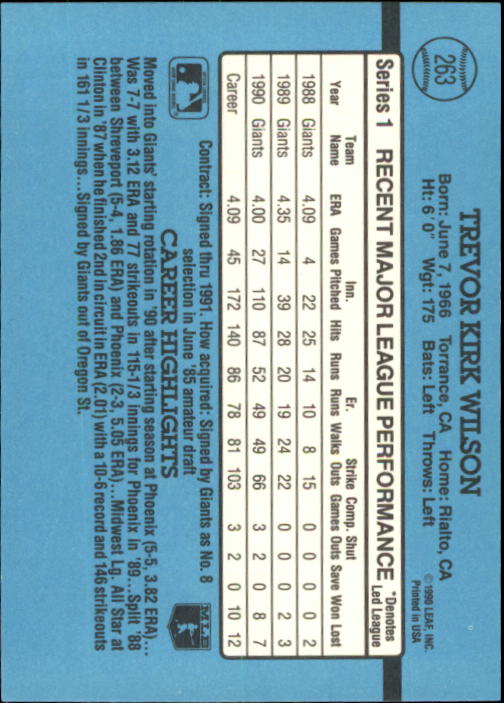 263
TREVOR KIRK WILSON
Born: June 7, 1966 Torrance, CA Home: Rialto, CA
Ht: 6' 0" Wgt: 175 Bats: Left Throws: Left
©1990 LEAF, INC.
Printed in USA
Series 1 RECENT MAJOR LEAGUE PERFORMANCE *Denotes Led League
Team Inn. Er. Strike Comp. Shut
Year Name ERA Games Pitched Hits Runs Runs Walks Outs Games Outs Save Won Lost
1988 Giants 4.09 4 22 25 14 10 8 15 0 0 0 0 2
1989 Giants 4.35 14 39 28 20 19 24 22 0 0 0 2 3
1990 Giants 4.00 27 110 87 52 49 49 66 3 2 0 8 7
Career 4.09 45 172 140 86 78 81 103 3 2 0 10 12
Contract: Signed thru 1991. How acquired: Signed by Giants as No. 8
selection in June '85 amateur draft
CAREER HIGHLIGHTS
MLB
Moved into Giants' starting rotation in '90 after starting season at Phoenix (5-5, 3.82 ERA)...
Was 7-7 with 3.12 ERA and 77 strikeouts in 115-1/3 innings for Phoenix in '89...Split '88
between Shreveport (5-4, 1.86 ERA) and Phoenix (2-3, 5.05 ERA)...Midwest Lg. All Star at
Clinton in '87 when he finished 2nd in circuit in ERA (2.01) with a 10-6 record and 146 strikeouts
in 161 1/3 innings...Signed by Giants out of Oregon St.